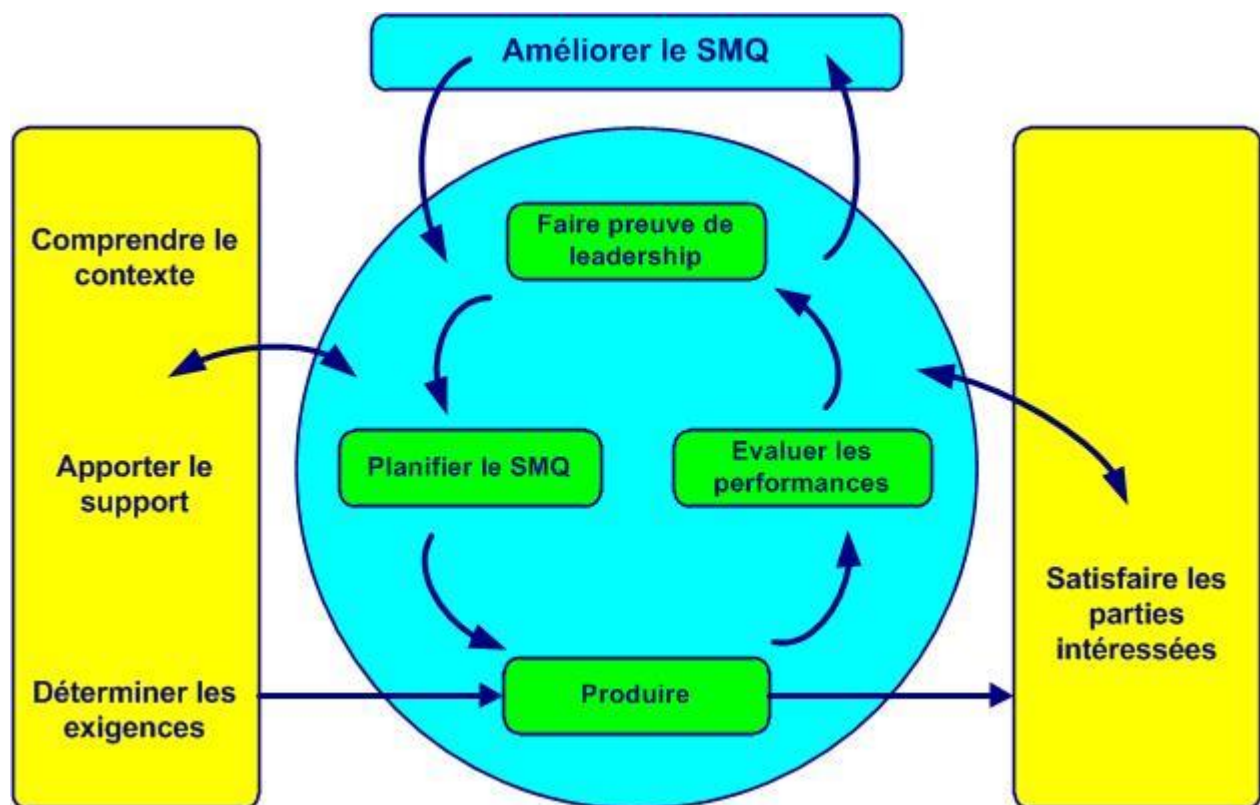 Améliorer le SMQ
Comprendre le
contexte
Apporter le
support
Déterminer les
exigences
Faire preuve de
leadership
Planifier le SMQ
Evaluer les
performances
Produire
Satisfaire les
parties
intéressées